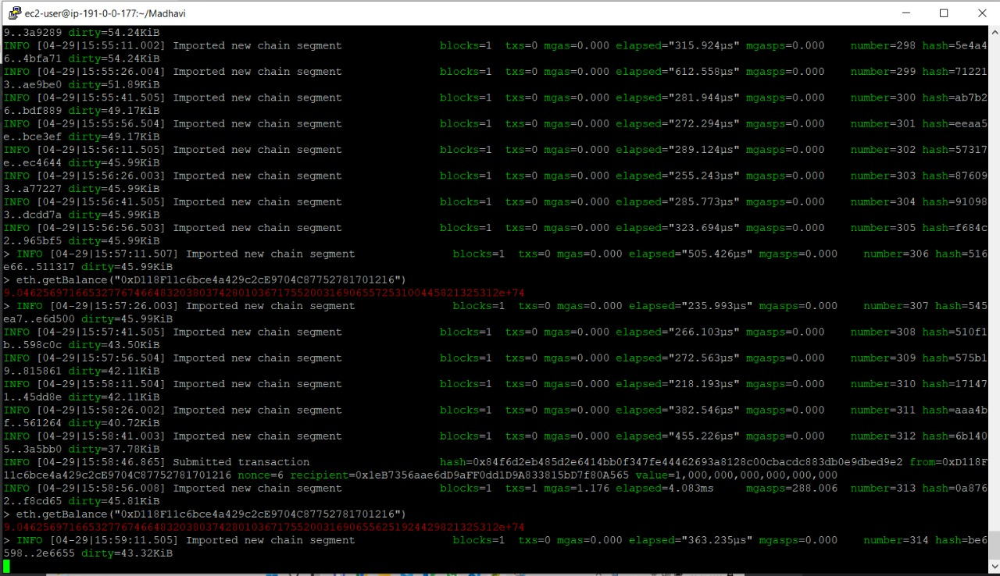 ec2-user@ip-191-0-0-177:~/Madhavi
9..3a9289 dirty=54.24KiB
INFO [04-29|15:55:11.002] Imported new chain segment blocks=1 txs=0 mgas=0.000 elapsed="315.924µs" mgasps=0.000 number=298 hash=5e4a4
6..4bfa71 dirty=54.24KiB
INFO [04-29|15:55:26.004] Imported new chain segment blocks=1 txs=0 mgas=0.000 elapsed="612.558µs" mgasps=0.000 number=299 hash=71221
3..ae9be0 dirty=51.89KiB
INFO [04-29|15:55:41.505] Imported new chain segment blocks=1 txs=0 mgas=0.000 elapsed="281.944µs" mgasps=0.000 number=300 hash=ab7b2
6..bdf889 dirty=49.17KiB
INFO [04-29|15:55:56.504] Imported new chain segment blocks=1 txs=0 mgas=0.000 elapsed="272.294µs" mgasps=0.000 number=301 hash=eeaa5
e..bce3ef dirty=49.17KiB
INFO [04-29|15:56:11.505] Imported new chain segment blocks=1 txs=0 mgas=0.000 elapsed="289.124µs" mgasps=0.000 number=302 hash=57317
e..ec4644 dirty=45.99KiB
INFO [04-29|15:56:26.003] Imported new chain segment blocks=1 txs=0 mgas=0.000 elapsed="255.243µs" mgasps=0.000 number=303 hash=87609
3..a77227 dirty=45.99KiB
INFO [04-29|15:56:41.505] Imported new chain segment blocks=1 txs=0 mgas=0.000 elapsed="285.773µs" mgasps=0.000 number=304 hash=91098
3..dcdd7a dirty=45.99KiB
INFO [04-29|15:56:56.503] Imported new chain segment blocks=1 txs=0 mgas=0.000 elapsed="323.694µs" mgasps=0.000 number=305 hash=f684c
2..965bf5 dirty=45.99KiB
> INFO [04-29|15:57:11.507] Imported new chain segment blocks=1 txs=0 mgas=0.000 elapsed="505.426µs" mgasps=0.000 number=306 hash=516
e66..511317 dirty=45.99KiB
> eth.getBalance("0xD118F11c6bce4a429c2cE9704C87752781701216")
9.04625697166532776746648320380374280103671755200316906557253100445821325312e+74
> INFO [04-29|15:57:26.003] Imported new chain segment blocks=1 txs=0 mgas=0.000 elapsed="235.993µs" mgasps=0.000 number=307 hash=545
ea7..e6d500 dirty=45.99KiB
INFO [04-29|15:57:41.505] Imported new chain segment blocks=1 txs=0 mgas=0.000 elapsed="266.103µs" mgasps=0.000 number=308 hash=510f1
b..598c0c dirty=43.50KiB
INFO [04-29|15:57:56.504] Imported new chain segment blocks=1 txs=0 mgas=0.000 elapsed="272.563µs" mgasps=0.000 number=309 hash=575b1
9..815861 dirty=42.11KiB
INFO [04-29|15:58:11.504] Imported new chain segment blocks=1 txs=0 mgas=0.000 elapsed="218.193µs" mgasps=0.000 number=310 hash=17147
1..45dd8e dirty=42.11KiB
INFO [04-29|15:58:26.002] Imported new chain segment blocks=1 txs=0 mgas=0.000 elapsed="382.546µs" mgasps=0.000 number=311 hash=aaa4b
f..561264 dirty=40.72KiB
INFO [04-29|15:58:41.003] Imported new chain segment blocks=1 txs=0 mgas=0.000 elapsed="455.226µs" mgasps=0.000 number=312 hash=6b140
5..3a5bb0 dirty=37.78KiB
INFO [04-29|15:58:46.865] Submitted transaction hash=0x84f6d2eb485d2e6414bb0f347fe44462693a8128c00cbacdc883db0e9dbed9e2 from=0xD118F
11c6bce4a429c2cE9704C87752781701216 nonce=6 recipient=0x1eB7356aae6dD9aFF0dd1D9A833815bD7f80A565 value=1,000,000,000,000,000,000
INFO [04-29|15:58:56.008] Imported new chain segment blocks=1 txs=1 mgas=1.176 elapsed=4.083ms mgasps=288.006 number=313 hash=0a876
2..f8cd65 dirty=45.81KiB
> eth.getBalance("0xD118F11c6bce4a429c2cE9704C87752781701216")
9.04625697166532776746648320380374280103671755200316906556251924429821325312e+74
> INFO [04-29|15:59:11.505] Imported new chain segment blocks=1 txs=0 mgas=0.000 elapsed="363.235µs" mgasps=0.000 number=314 hash=be6
598..2e6655 dirty=43.32KiB